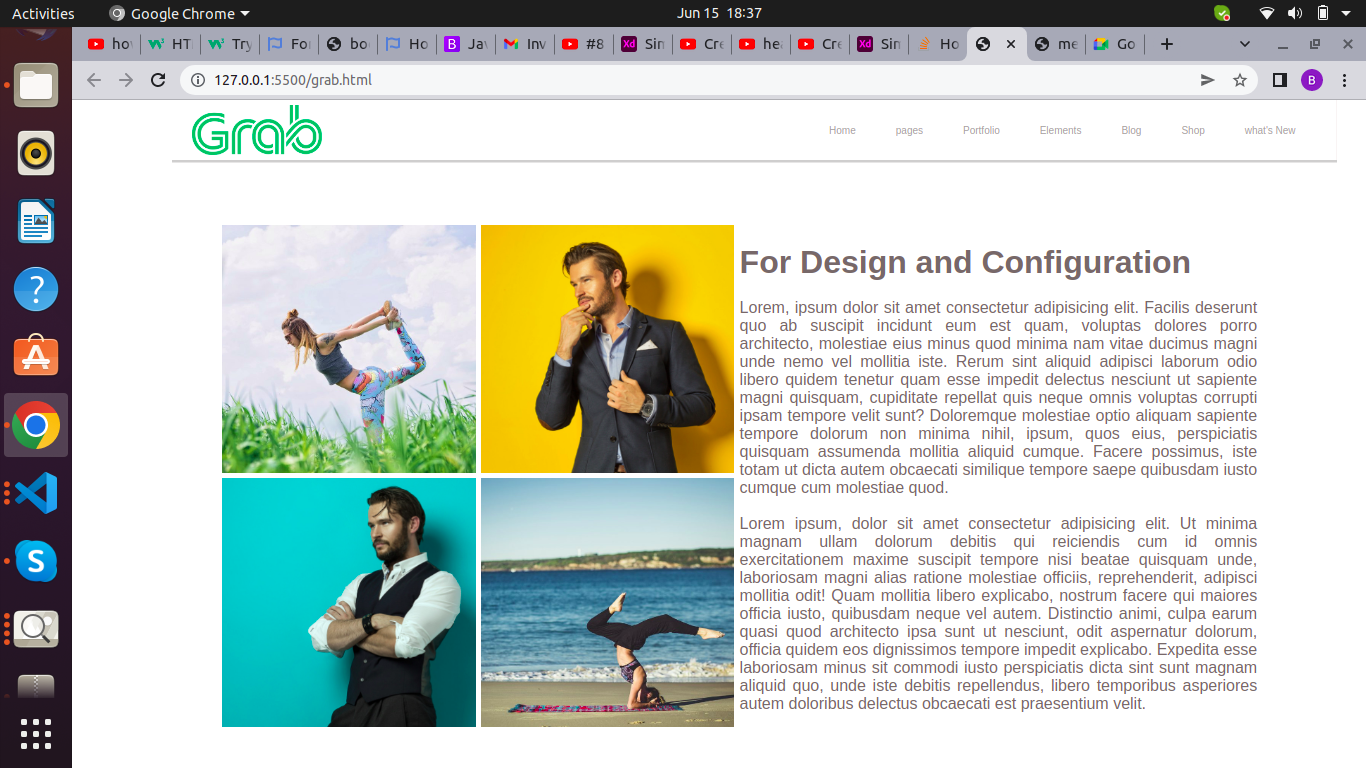 Activities
Google Chrome
Jun 15 18:37
ho
HT
Try
Fo
bo
Ho
B Ja
Inv
#8
Xd Sir
Cre
he
Cre
Xd Sir
Ho
me
Go
127.0.0.1:5500/grab.html
B
Grab
Home
pages
Portfolio
Elements
Blog
Shop
what's New
For Design and Configuration
Lorem, ipsum dolor sit amet consectetur adipisicing elit. Facilis deserunt
quo ab suscipit incidunt eum est quam, voluptas dolores porro
architecto, molestiae eius minus quod minima nam vitae ducimus magni
unde nemo vel mollitia iste. Rerum sint aliquid adipisci laborum odio
libero quidem tenetur quam esse impedit delectus nesciunt ut sapiente
magni quisquam, cupiditate repellat quis neque omnis voluptas corrupti
ipsam tempore velit sunt? Doloremque molestiae optio aliquam sapiente
tempore dolorum non minima nihil, ipsum, quos eius, perspiciatis
quisquam assumenda mollitia aliquid cumque. Facere possimus, iste
totam ut dicta autem obcaecati similique tempore saepe quibusdam iusto
cumque cum molestiae quod.
Lorem ipsum, dolor sit amet consectetur adipisicing elit. Ut minima
magnam ullam dolorum debitis qui reiciendis cum id omnis
exercitationem maxime suscipit tempore nisi beatae quisquam unde,
laboriosam magni alias ratione molestiae officiis, reprehenderit, adipisci
mollitia odit! Quam mollitia libero explicabo, nostrum facere qui maiores
officia iusto, quibusdam neque vel autem. Distinctio animi, culpa earum
quasi quod architecto ipsa sunt ut nesciunt, odit aspernatur dolorum,
officia quidem eos dignissimos tempore impedit explicabo. Expedita esse
laboriosam minus sit commodi iusto perspiciatis dicta sint sunt magnam
aliquid quo, unde iste debitis repellendus, libero temporibus asperiores
autem doloribus delectus obcaecati est praesentium velit.